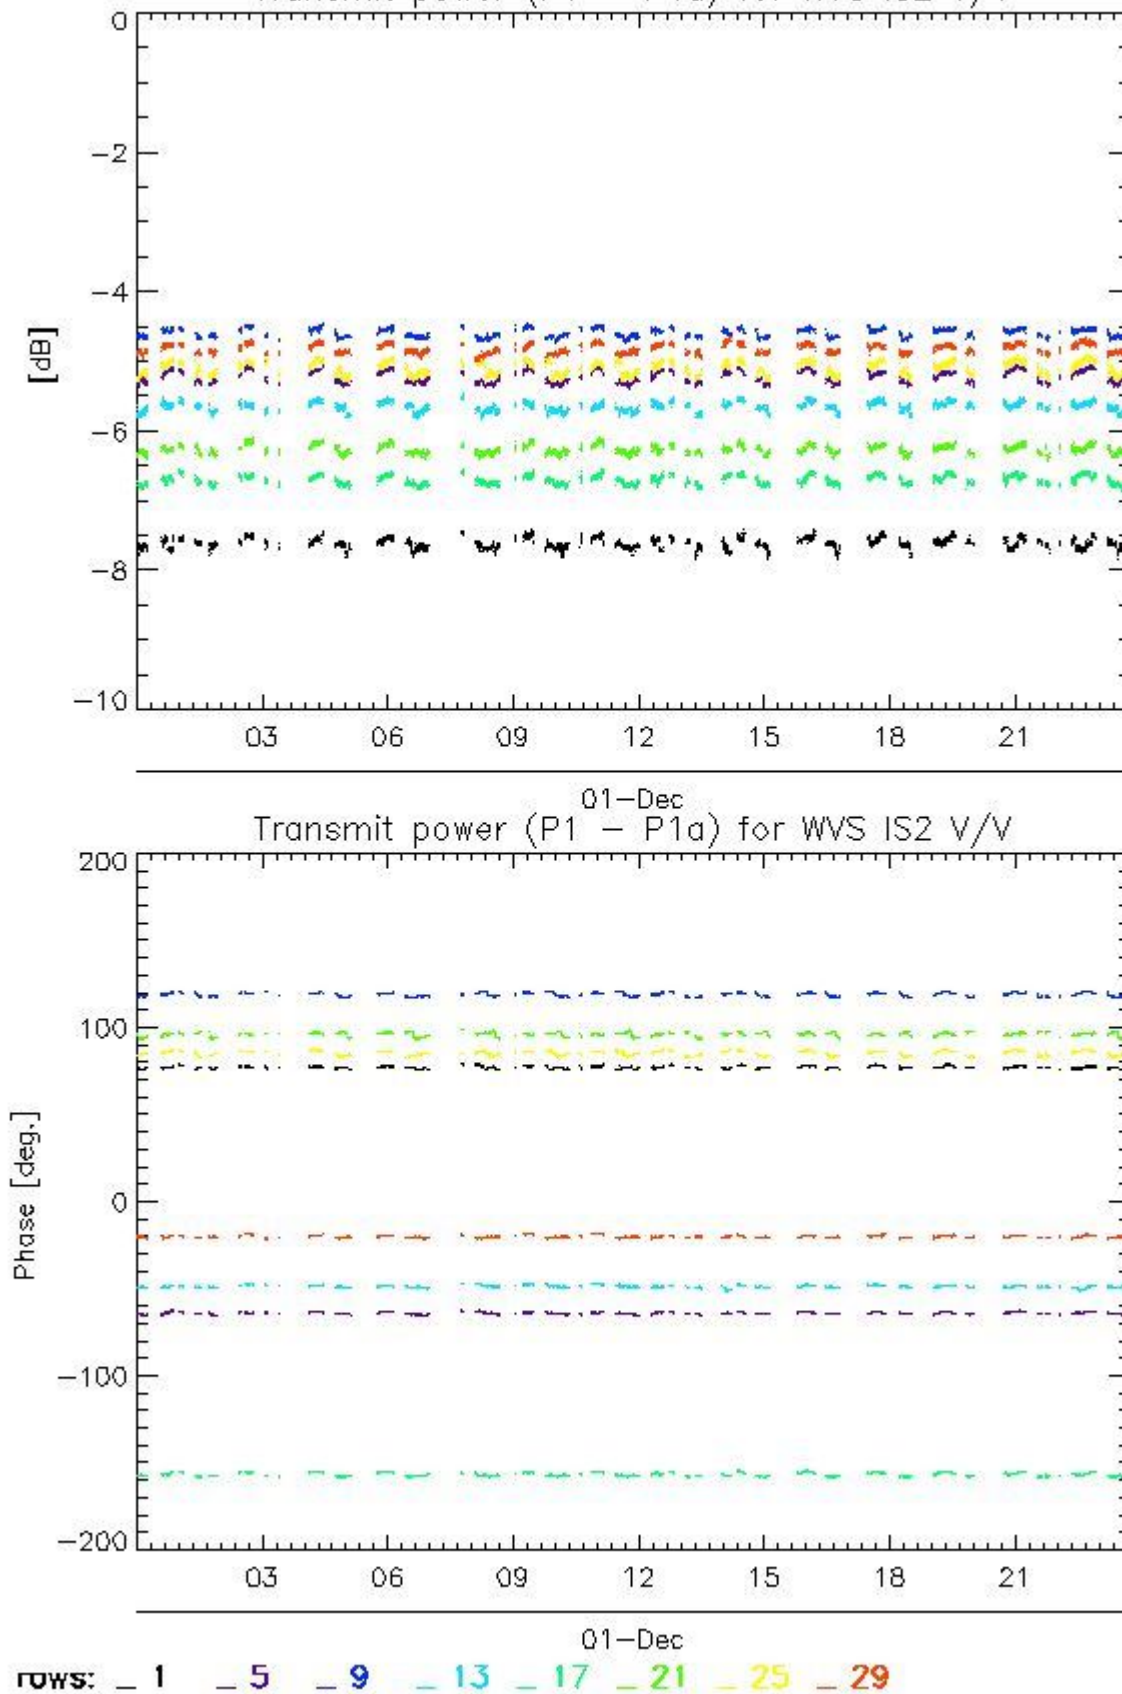 0
−2
−4
[dB]
−6
−8
−10
03 06 09 12 15 18 21
01−Dec
Transmit power (P1 − P1a) for WVS IS2 V/V
200
100
Phase [deg.]
0
−100
−200
03 06 09 12 15 18 21
01−Dec
rows: _ 1 _ 5 _ 9 _ 13 _ 17 _ 21 _ 25 _ 29